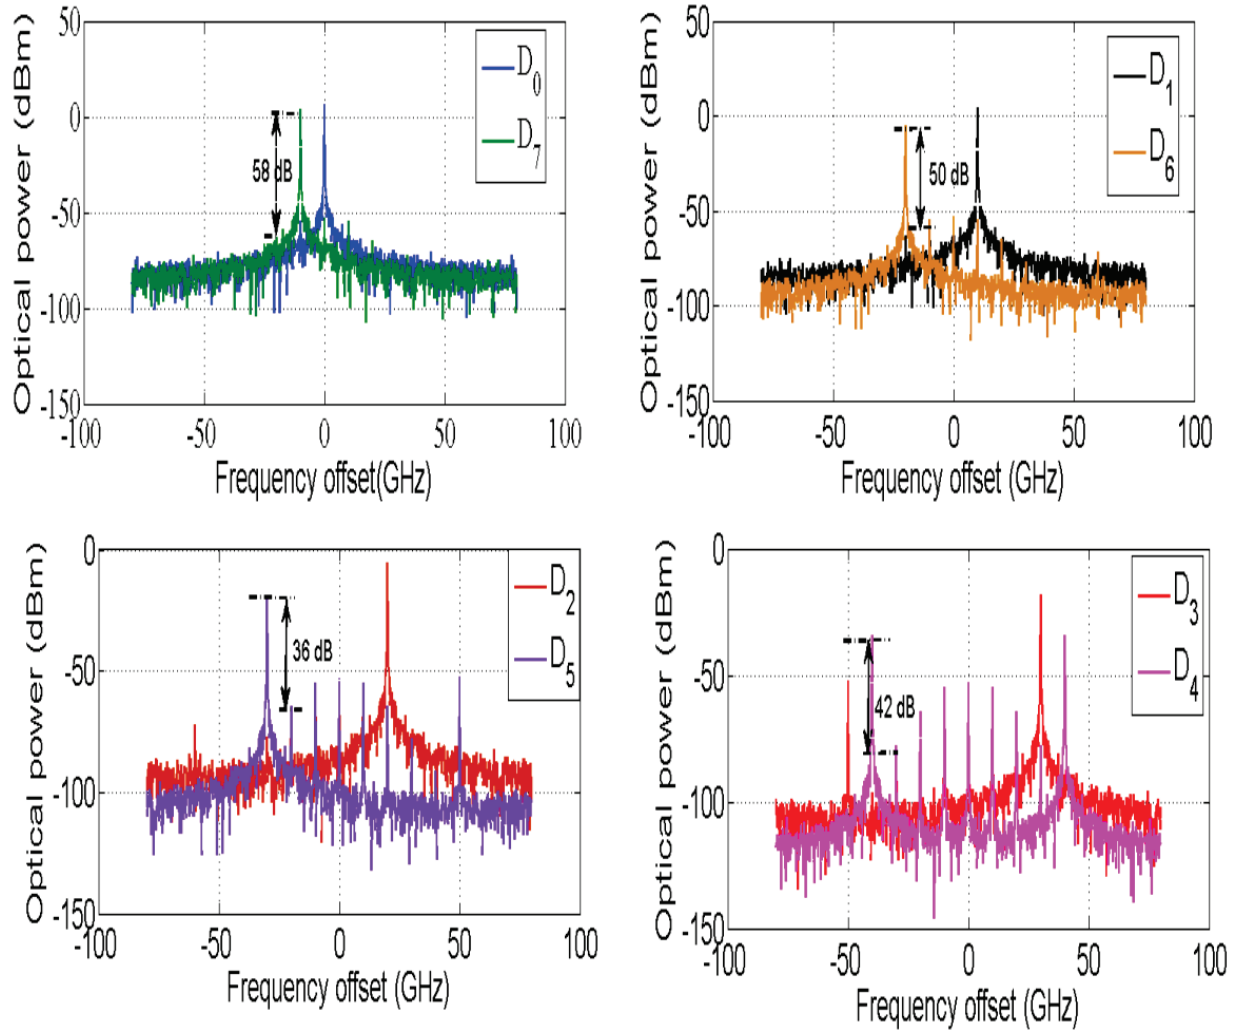 50
0
-50
-100
-150
-100
-50
0
50
100
Optical power (dBm)
Frequency offset(GHz)
58 dB
D0
D7
50
0
-50
-100
-150
-100
-50
0
50
100
Optical power (dBm)
Frequency offset (GHz)
50 dB
D1
D6
0
-50
-100
-150
-100
-50
0
50
100
Optical power (dBm)
Frequency offset (GHz)
36 dB
D2
D5
0
-50
-100
-150
-100
-50
0
50
100
Optical power (dBm)
Frequency offset (GHz)
42 dB
D3
D4